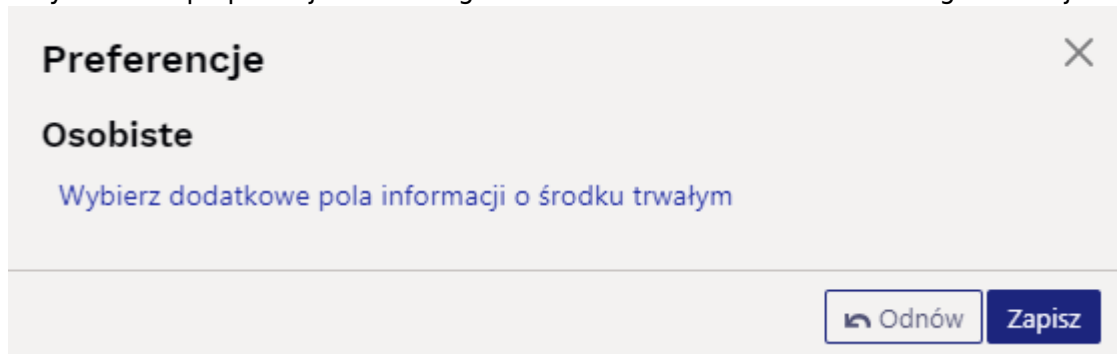 Preferencje
Osobiste
Wybierz dodatkowe pola informacji o środku trwałym
Odnów Zapisz